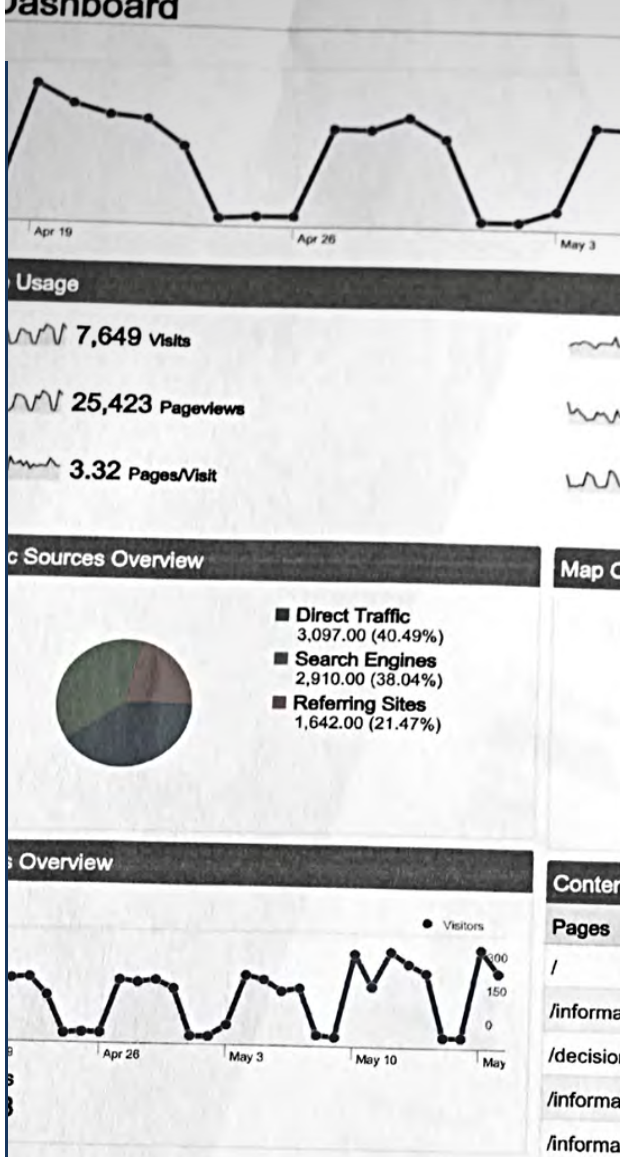 Dashboard
Apr 19
Apr 26
May 3
Usage
7,649 Visits
25,423 Pageviews
3.32 Pages/Visit
c Sources Overview
Map
Direct Traffic
3,097.00 (40.49%)
Search Engines
2,910.00 (38.04%)
Referring Sites
1,642.00 (21.47%)
s Overview
Visitors
300
150
0
Apr 26
May 3
May 10
May
Conter
Pages
/
/informa
/decision
/informa
/informa